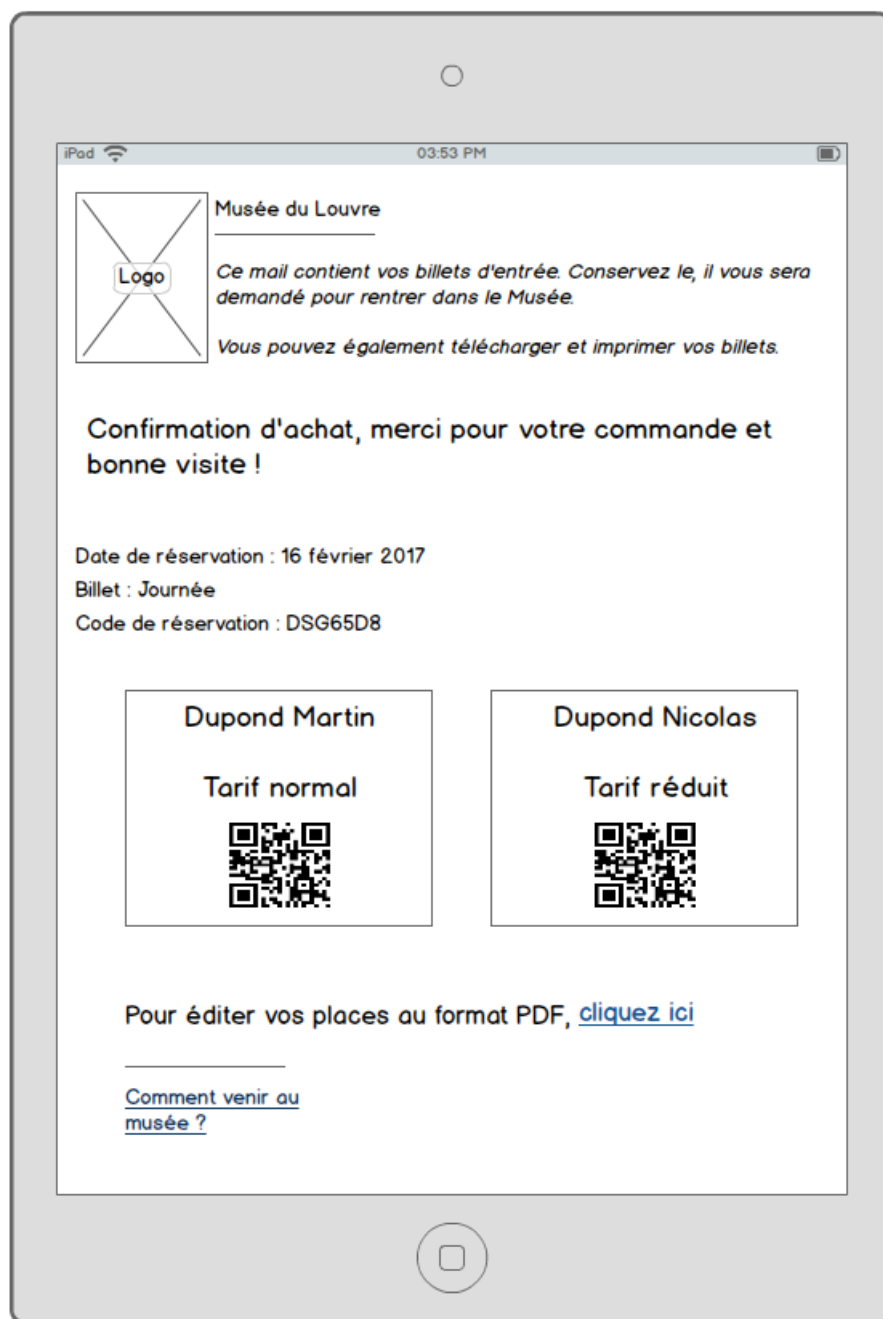 iPad
03:53 PM
Musée du Louvre
Logo
Ce mail contient vos billets d'entrée. Conservez le, il vous sera
demandé pour rentrer dans le Musée.
Vous pouvez également télécharger et imprimer vos billets.
Confirmation d'achat, merci pour votre commande et
bonne visite !
Date de réservation : 16 février 2017
Billet : Journée
Code de réservation : DSG65D8
Dupond Martin
Tarif normal
Dupond Nicolas
Tarif réduit
Pour éditer vos places au format PDF, cliquez ici
Comment venir au
musée ?